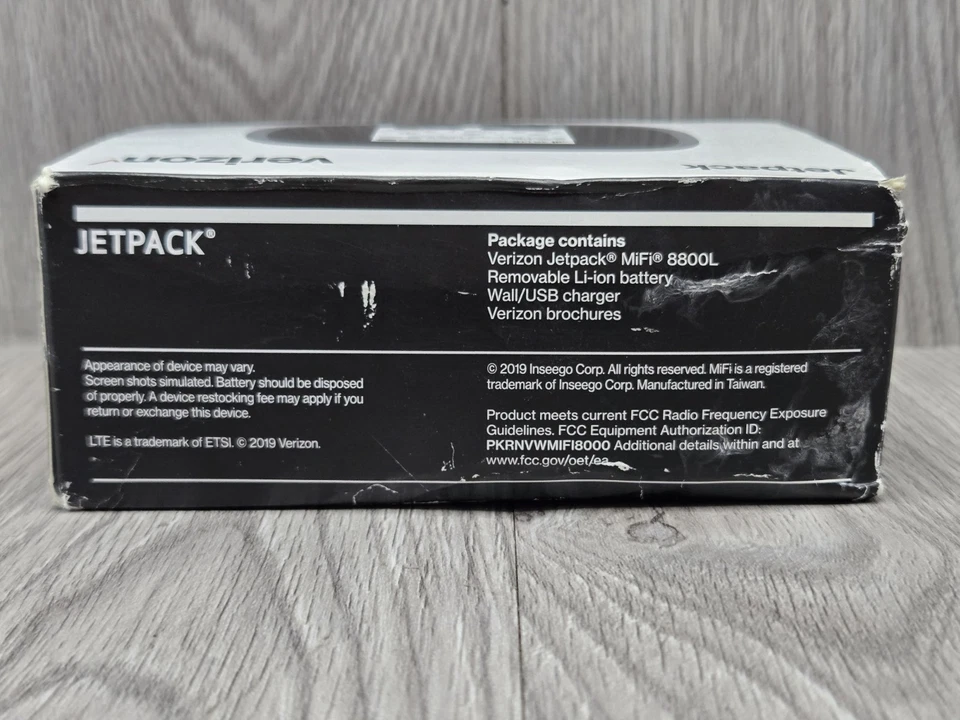 verizon
Jetpack
JETPACK®
Package contains
Verizon Jetpack® MiFi® 8800L
Removable Li-ion battery
Wall/USB charger
Verizon brochures
Appearance of device may vary.
Screen shots simulated. Battery should be disposed
of properly. A device restocking fee may apply if you
return or exchange this device.
LTE is a trademark of ETSI. © 2019 Verizon.
© 2019 Inseego Corp. All rights reserved. MiFi is a registered
trademark of Inseego Corp. Manufactured in Taiwan.
Product meets current FCC Radio Frequency Exposure
Guidelines. FCC Equipment Authorization ID:
PKRNVWMIFI8000 Additional details within and at
www.fcc.gov/oet/ea